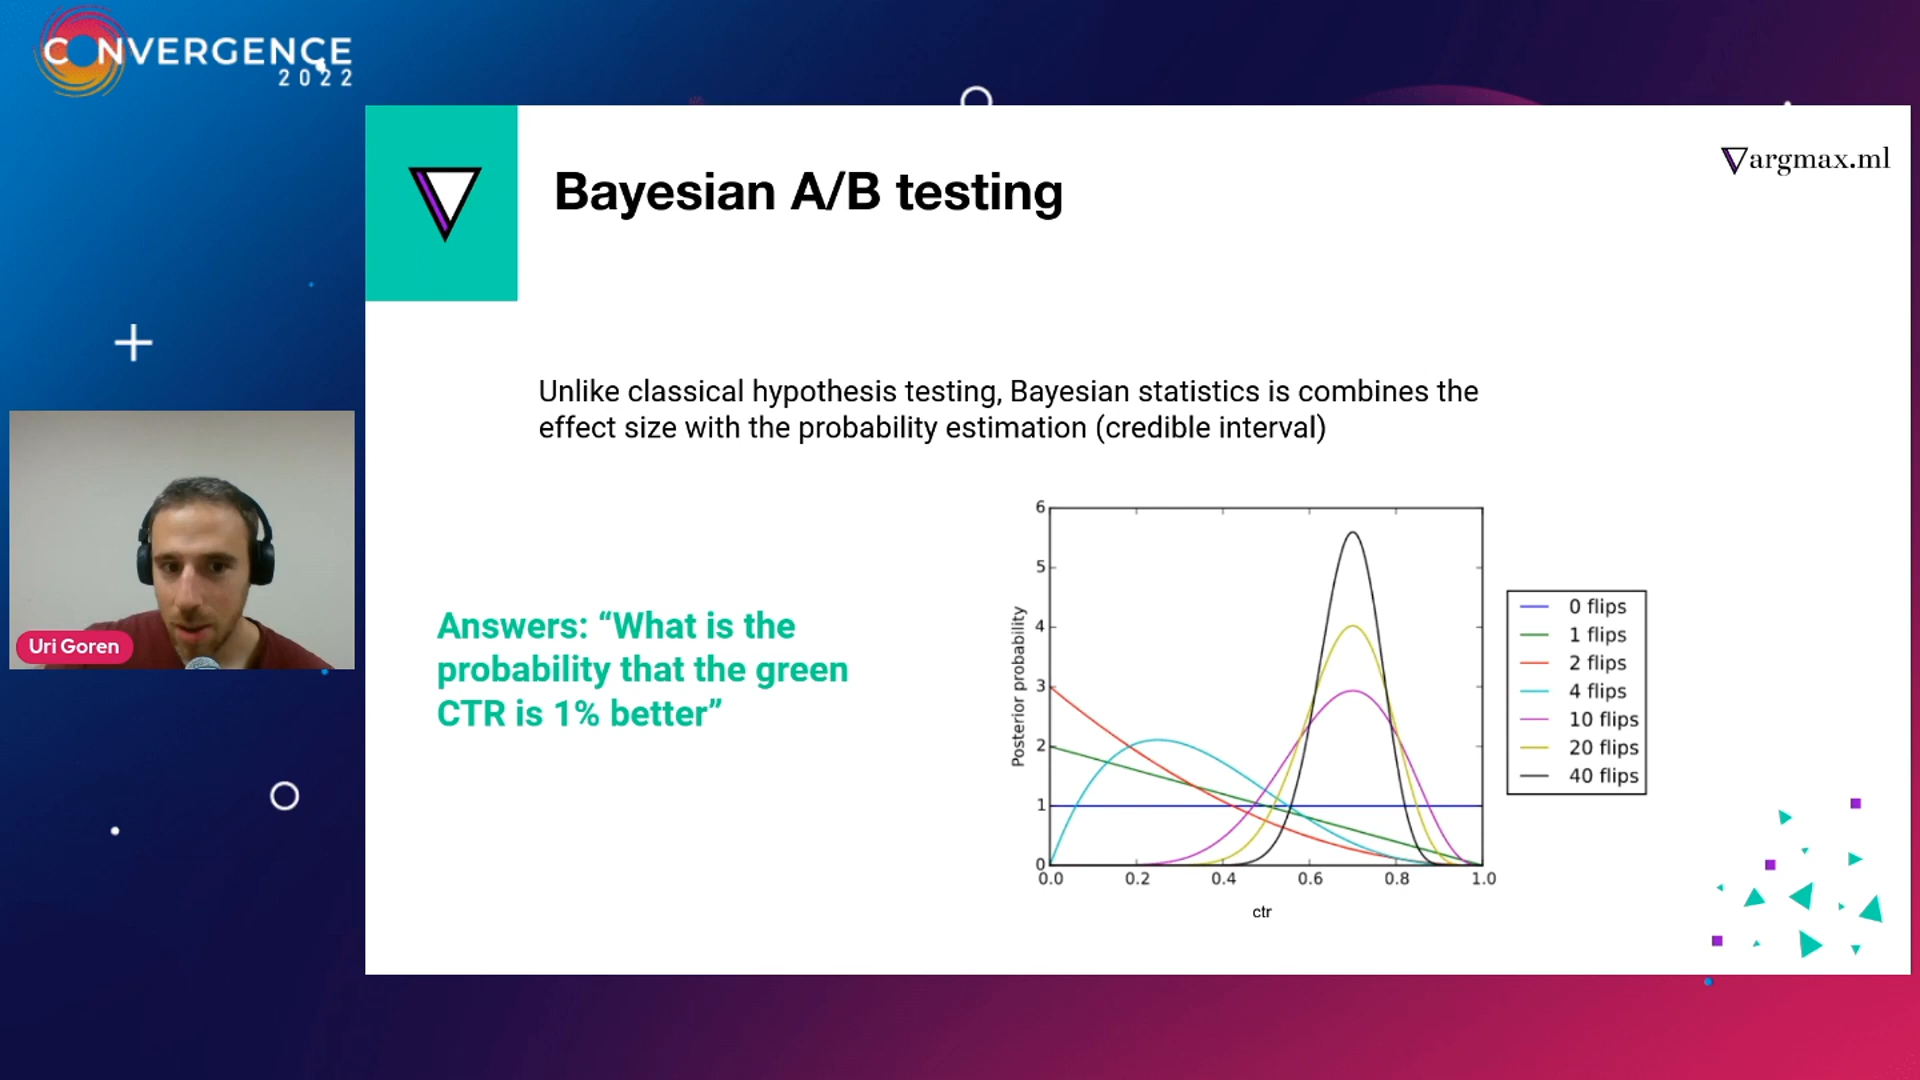 CONVERGENCE
2022
argmax.ml
Bayesian A/B testing
Unlike classical hypothesis testing, Bayesian statistics is combines the
effect size with the probability estimation (credible interval)
Uri Goren
Answers: “What is the
probability that the green
CTR is 1% better”
Posterior probability
6
5
4
3
2
1
0
0.0 0.2 0.4 0.6 0.8 1.0
ctr
0 flips
1 flips
2 flips
4 flips
10 flips
20 flips
40 flips